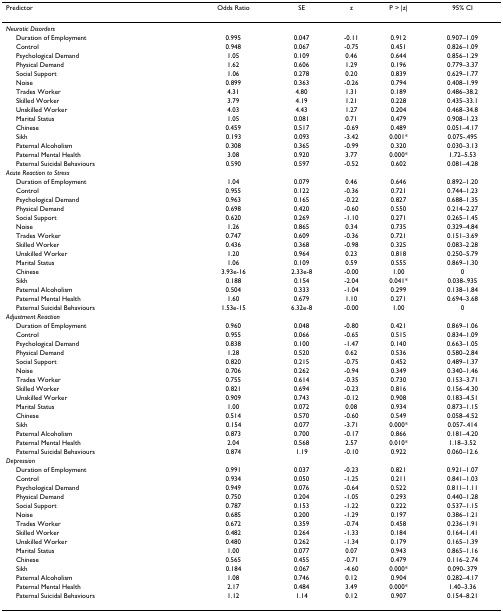 Predictor Odds Ratio SE z P > |z| 95% CI
Neurotic Disorders
Duration of Employment 0.995 0.047 -0.11 0.912 0.907–1.09
Control 0.948 0.067 -0.75 0.451 0.826–1.09
Psychological Demand 1.05 0.109 0.46 0.644 0.856–1.29
Physical Demand 1.62 0.606 1.29 0.196 0.779–3.37
Social Support 1.06 0.278 0.20 0.839 0.629–1.77
Noise 0.899 0.363 -0.26 0.794 0.408–1.99
Trades Worker 4.31 4.80 1.31 0.189 0.486–38.2
Skilled Worker 3.79 4.19 1.21 0.228 0.435–33.1
Unskilled Worker 4.03 4.43 1.27 0.204 0.468–34.8
Marital Status 1.05 0.081 0.71 0.479 0.908–1.23
Chinese 0.459 0.517 -0.69 0.489 0.051–4.17
Sikh 0.193 0.093 -3.42 0.001* 0.075-.495
Paternal Alcoholism 0.308 0.365 -0.99 0.320 0.030–3.13
Paternal Mental Health 3.08 0.920 3.77 0.000* 1.72–5.53
Paternal Suicidal Behaviours 0.590 0.597 -0.52 0.602 0.081–4.28
Acute Reaction to Stress
Duration of Employment 1.04 0.079 0.46 0.646 0.892–1.20
Control 0.955 0.122 -0.36 0.721 0.744–1.23
Psychological Demand 0.963 0.165 -0.22 0.827 0.688–1.35
Physical Demand 0.698 0.420 -0.60 0.550 0.214–2.27
Social Support 0.620 0.269 -1.10 0.271 0.265–1.45
Noise 1.26 0.865 0.34 0.735 0.329–4.84
Trades Worker 0.747 0.609 -0.36 0.721 0.151–3.69
Skilled Worker 0.436 0.368 -0.98 0.325 0.083–2.28
Unskilled Worker 1.20 0.964 0.23 0.818 0.250–5.79
Marital Status 1.06 0.109 0.59 0.555 0.869–1.30
Chinese 3.93e-16 2.33e-8 -0.00 1.00 0
Sikh 0.188 0.154 -2.04 0.041* 0.038-.935
Paternal Alcoholism 0.504 0.333 -1.04 0.299 0.138–1.84
Paternal Mental Health 1.60 0.679 1.10 0.271 0.694–3.68
Paternal Suicidal Behaviours 1.53e-15 6.32e-8 -0.00 1.00 0
Adjustment Reaction
Duration of Employment 0.960 0.048 -0.80 0.421 0.869–1.06
Control 0.955 0.066 -0.65 0.515 0.834–1.09
Psychological Demand 0.838 0.100 -1.47 0.140 0.663–1.05
Physical Demand 1.28 0.520 0.62 0.536 0.580–2.84
Social Support 0.820 0.215 -0.75 0.452 0.489–1.37
Noise 0.706 0.262 -0.94 0.349 0.340–1.46
Trades Worker 0.755 0.614 -0.35 0.730 0.153–3.71
Skilled Worker 0.821 0.694 -0.23 0.816 0.156–4.30
Unskilled Worker 0.909 0.743 -0.12 0.908 0.183–4.51
Marital Status 1.00 0.072 0.08 0.934 0.873–1.15
Chinese 0.514 0.570 -0.60 0.549 0.058–4.52
Sikh 0.154 0.077 -3.71 0.000* 0.057-.414
Paternal Alcoholism 0.873 0.700 -0.17 0.866 0.181–4.20
Paternal Mental Health 2.04 0.568 2.57 0.010* 1.18–3.52
Paternal Suicidal Behaviours 0.874 1.19 -0.10 0.922 0.060–12.6
Depression
Duration of Employment 0.991 0.037 -0.23 0.821 0.921–1.07
Control 0.934 0.050 -1.25 0.211 0.841–1.03
Psychological Demand 0.949 0.076 -0.64 0.522 0.811–1.11
Physical Demand 0.750 0.204 -1.05 0.293 0.440–1.28
Social Support 0.787 0.153 -1.22 0.222 0.537–1.15
Noise 0.685 0.200 -1.29 0.197 0.386–1.21
Trades Worker 0.672 0.359 -0.74 0.458 0.236–1.91
Skilled Worker 0.482 0.264 -1.33 0.184 0.164–1.41
Unskilled Worker 0.480 0.262 -1.34 0.179 0.165–1.39
Marital Status 1.00 0.077 0.07 0.943 0.865–1.16
Chinese 0.565 0.455 -0.71 0.479 0.116–2.74
Sikh 0.184 0.067 -4.60 0.000* 0.090-.379
Paternal Alcoholism 1.08 0.746 0.12 0.904 0.282–4.17
Paternal Mental Health 2.17 0.484 3.49 0.000* 1.40–3.36
Paternal Suicidal Behaviours 1.12 1.14 0.12 0.907 0.154–8.21